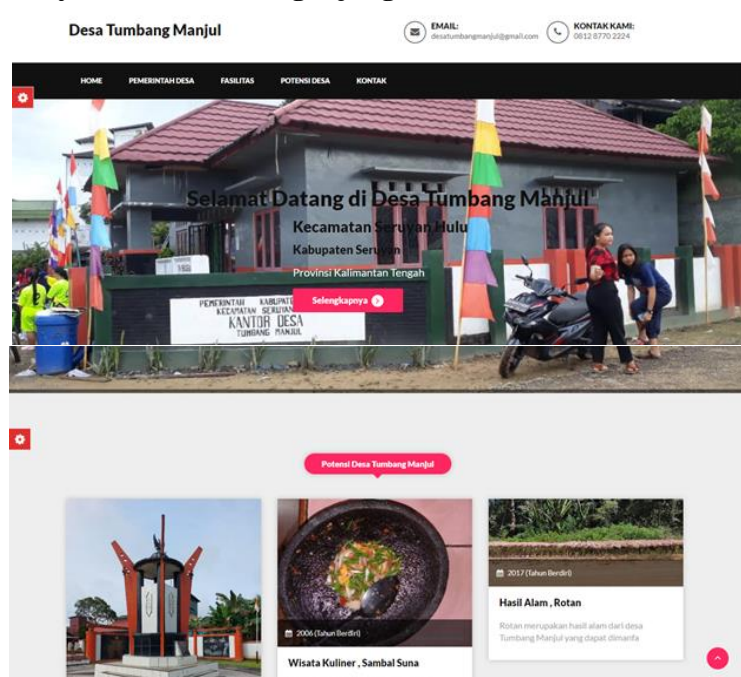 Desa Tumbang Manjul
EMAIL:
desatumbangmanjul@gmail.com
KONTAK KAMI:
0812 8770 2224
HOME PEMERINTAH DESA FASILITAS POTENSI DESA KONTAK
Selamat Datang di Desa Tumbang Manjul
Kecamatan Seruyan Hulu
Kabupaten Seruyan
Provinsi Kalimantan Tengah
Selengkapnya
PEMERINTAH KABUPATE
KECAMATAN SERUYAN
KANTOR DESA
TUMBANG MANJUL
Potensi Desa Tumbang Manjul
2006 (Tahun Berdiri)
Wisata Kuliner , Sambal Suna
2017 (Tahun Berdiri)
Hasil Alam , Rotan
Rotan merupakan hasil alam dari desa
Tumbang Manjul yang dapat dimanfa